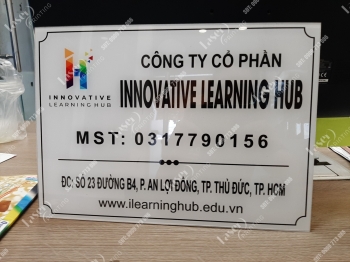 INNOVATIVE
LEARNING HUB
CÔNG TY CỔ PHẦN
INNOVATIVE LEARNING HUB
MST: 0317790156
ĐC: SỐ 23 ĐƯỜNG B4, P. AN LỢI ĐÔNG, TP. THỦ ĐỨC, TP. HCM
www.ilearninghub.edu.vn